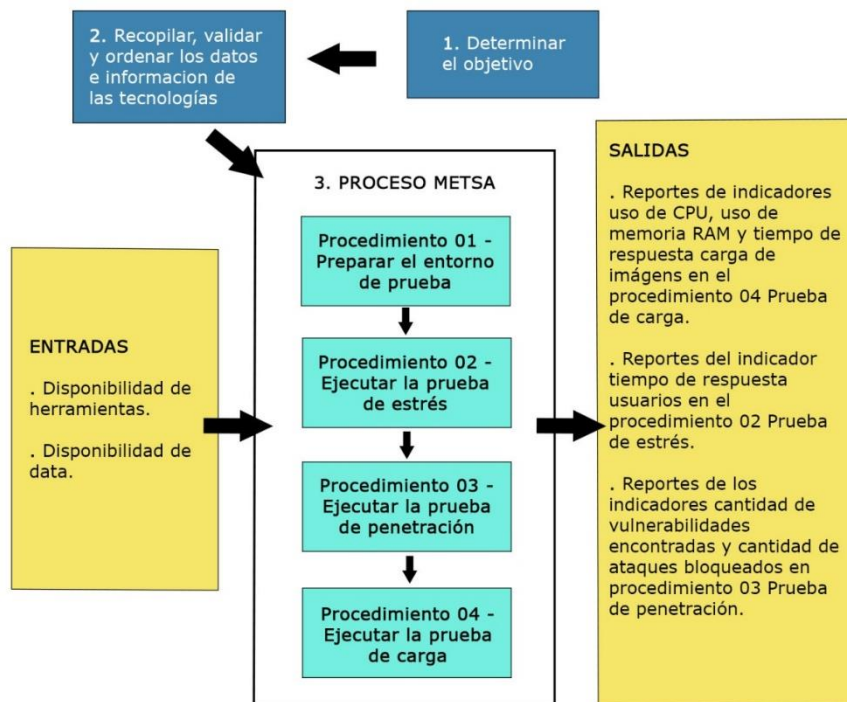 2. Recopilar, validar
y ordenar los datos
e informacion de
las tecnologías
1. Determinar
el objetivo
3. PROCESO METSA
Procedimiento 01 -
Preparar el entorno
de prueba
Procedimiento 02 -
Ejecutar la prueba
de estrés
Procedimiento 03 -
Ejecutar la prueba
de penetración
Procedimiento 04 -
Ejecutar la prueba
de carga
ENTRADAS
. Disponibilidad de
herramientas.
. Disponibilidad de
data.
SALIDAS
. Reportes de indicadores
uso de CPU, uso de
memoria RAM y tiempo de
respuesta carga de
imágens en el
procedimiento 04 Prueba
de carga.
. Reportes del indicador
tiempo de respuesta
usuarios en el
procedimiento 02 Prueba
de estrés.
. Reportes de los
indicadores cantidad de
vulnerabilidades
encontradas y cantidad de
ataques bloqueados en
procedimiento 03 Prueba
de penetración.